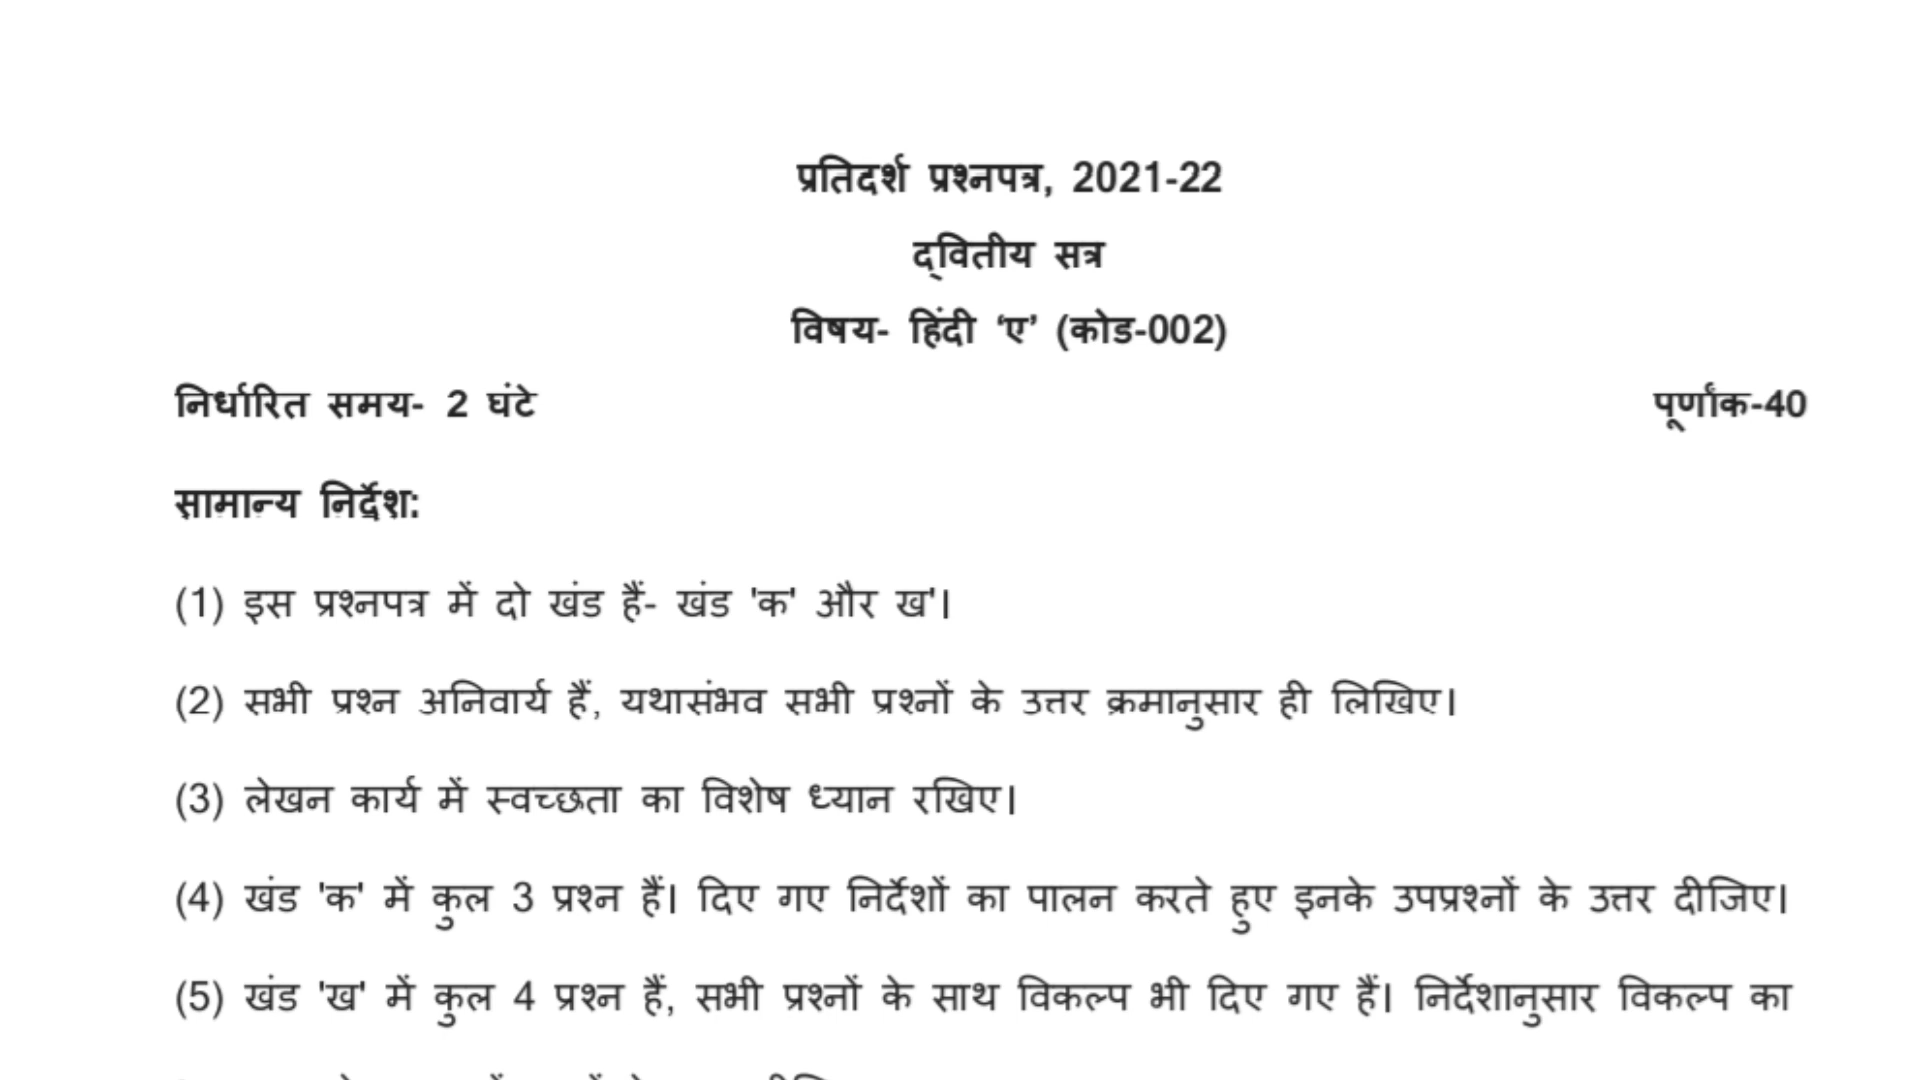 प्रतिदर्श प्रश्नपत्र, 2021-22
द्‌वितीय सत्र
विषय- हिंदी ‘ए’ (कोड-002)
निर्धारित समय- 2 घंटे पूर्णांक-40
सामान्य निर्देश:
(1) इस प्रश्नपत्र में दो खंड हैं- खंड 'क' और ख'।
(2) सभी प्रश्न अनिवार्य हैं, यथासंभव सभी प्रश्नों के उत्तर क्रमानुसार ही लिखिए।
(3) लेखन कार्य में स्वच्छता का विशेष ध्यान रखिए।
(4) खंड 'क' में कुल 3 प्रश्न हैं। दिए गए निर्देशों का पालन करते हुए इनके उपप्रश्नों के उत्तर दीजिए।
(5) खंड 'ख' में कुल 4 प्रश्न हैं, सभी प्रश्नों के साथ विकल्प भी दिए गए हैं। निर्देशानुसार विकल्प का